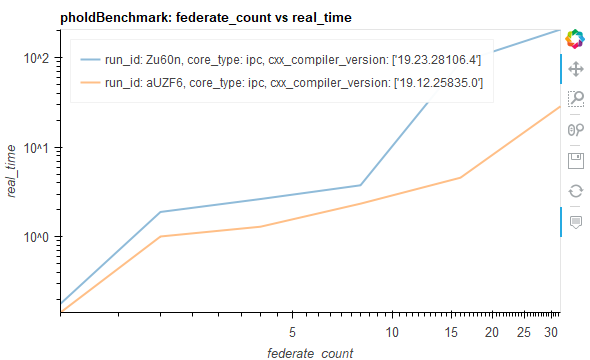 pholdBenchmark: federate_count vs real_time
run_id: Zu60n, core_type: ipc, cxx_compiler_version: ['19.23.28106.4']
run_id: aUZF6, core_type: ipc, cxx_compiler_version: ['19.12.25835.0']
10^2
10^1
10^0
real_time
5
10
15
20
25
30
federate_count